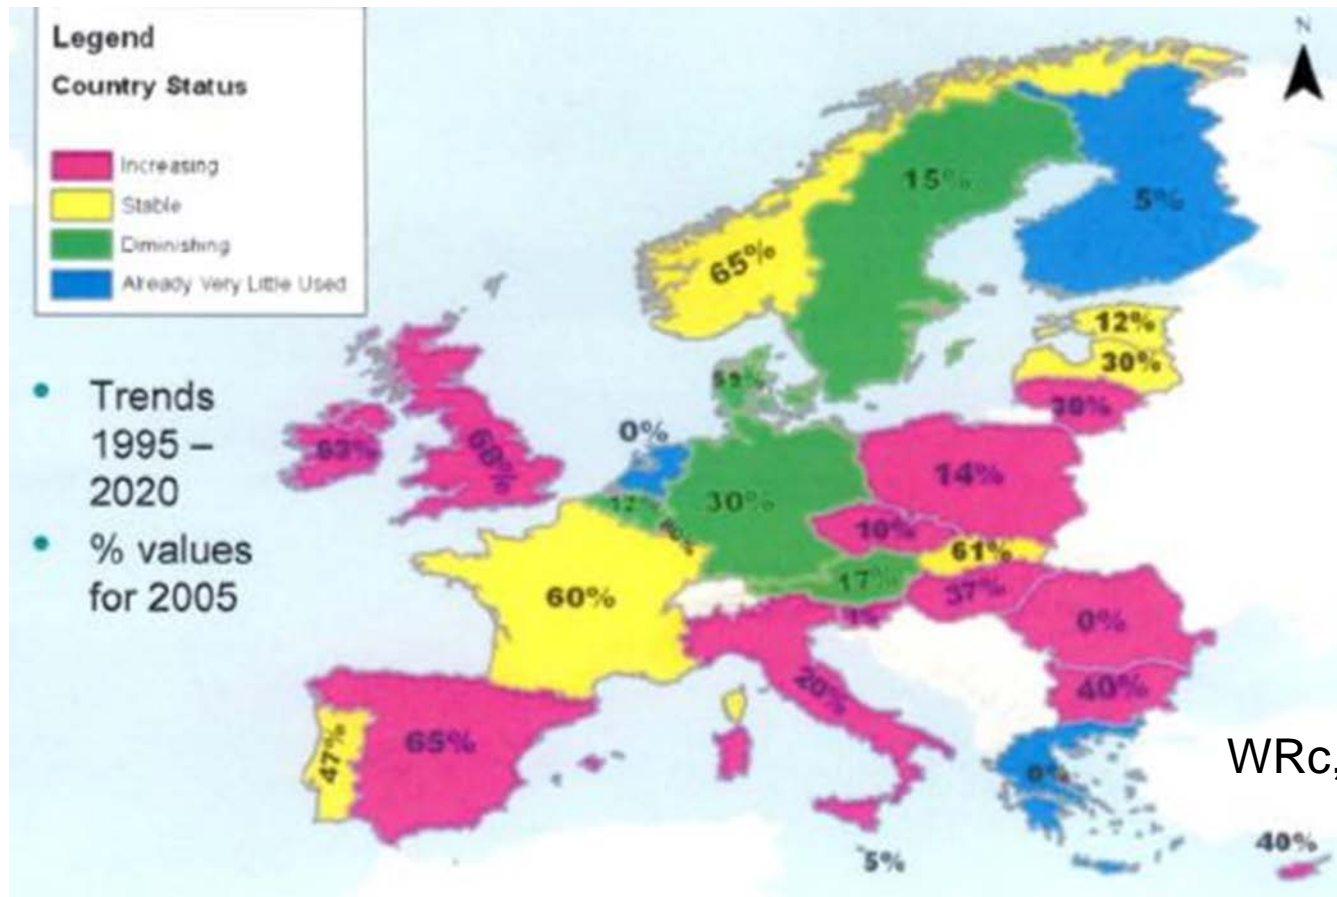 Legend
Country Status
Increasing
Stable
Diminishing
Already Very Little Used
N
• Trends
1995 –
2020
• % values
for 2005
15%
5%
65%
12%
30%
0%
14%
30%
10%
61%
60%
17%
37%
0%
20%
40%
47%
65%
0%
WRc,
40%
5%